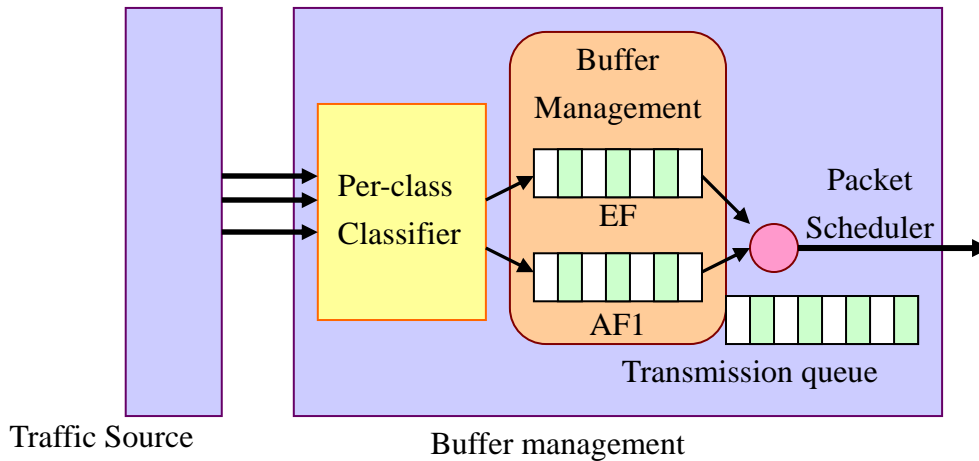 Buffer
Management
Per-class
Classifier
EF
AF1
Packet
Scheduler
Transmission queue
Traffic Source
Buffer management